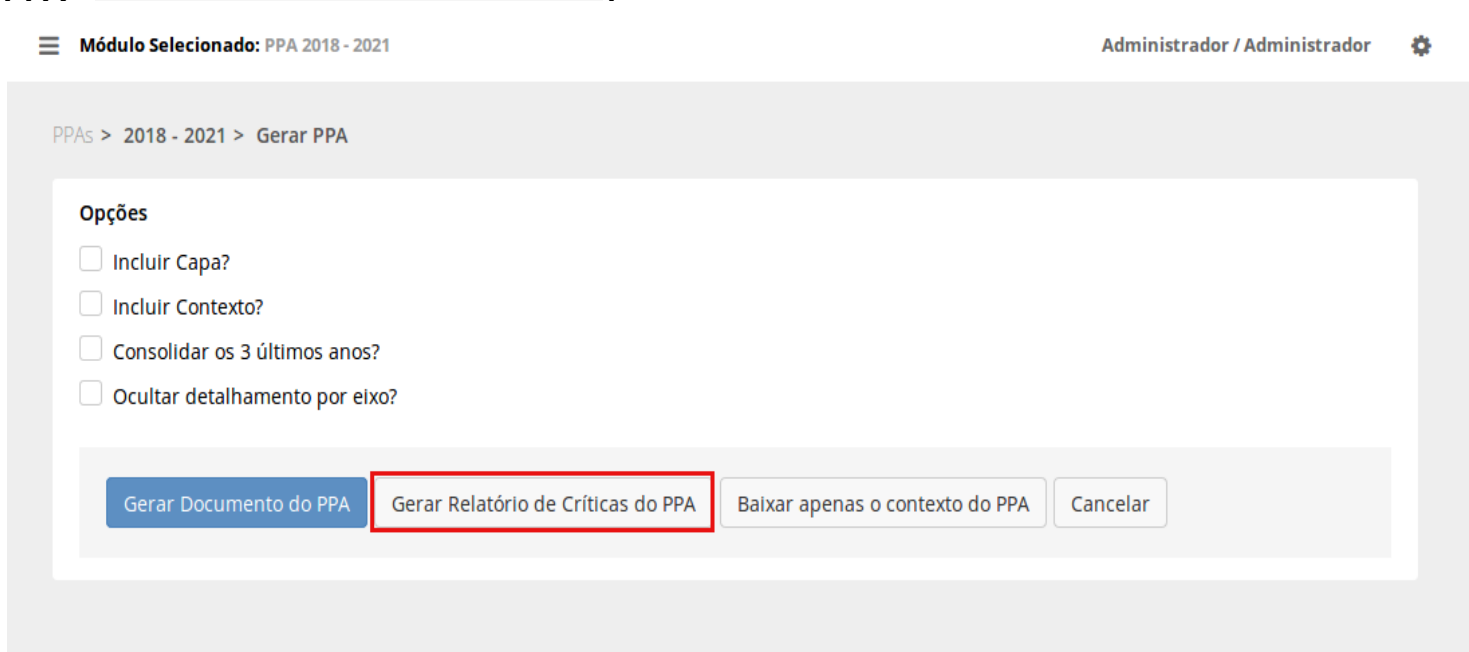 Módulo Selecionado: PPA 2018 - 2021 Administrador / Administrador
PPAs > 2018 - 2021 > Gerar PPA
Opções
Incluir Capa?
Incluir Contexto?
Consolidar os 3 últimos anos?
Ocultar detalhamento por eixo?
Gerar Documento do PPA Gerar Relatório de Críticas do PPA Baixar apenas o contexto do PPA Cancelar